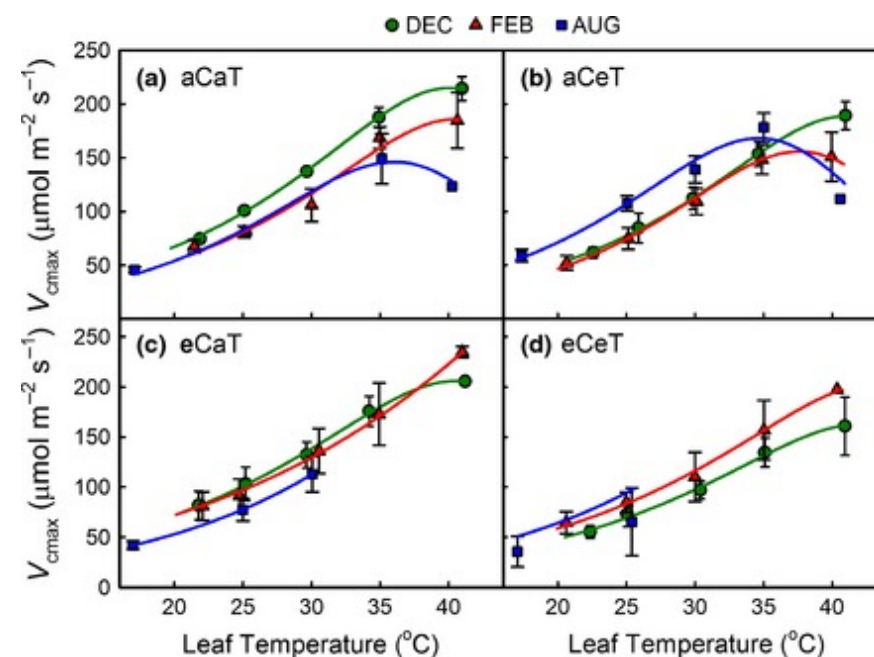 DEC FEB AUG
(a) aCaT
(b) aCeT
250
200
150
100
50
V_cmax (µmol m⁻² s⁻¹)
(c) eCaT
(d) eCeT
250
200
150
100
50
0
V_cmax (µmol m⁻² s⁻¹)
20 25 30 35 40
20 25 30 35 40
Leaf Temperature (°C)
Leaf Temperature (°C)